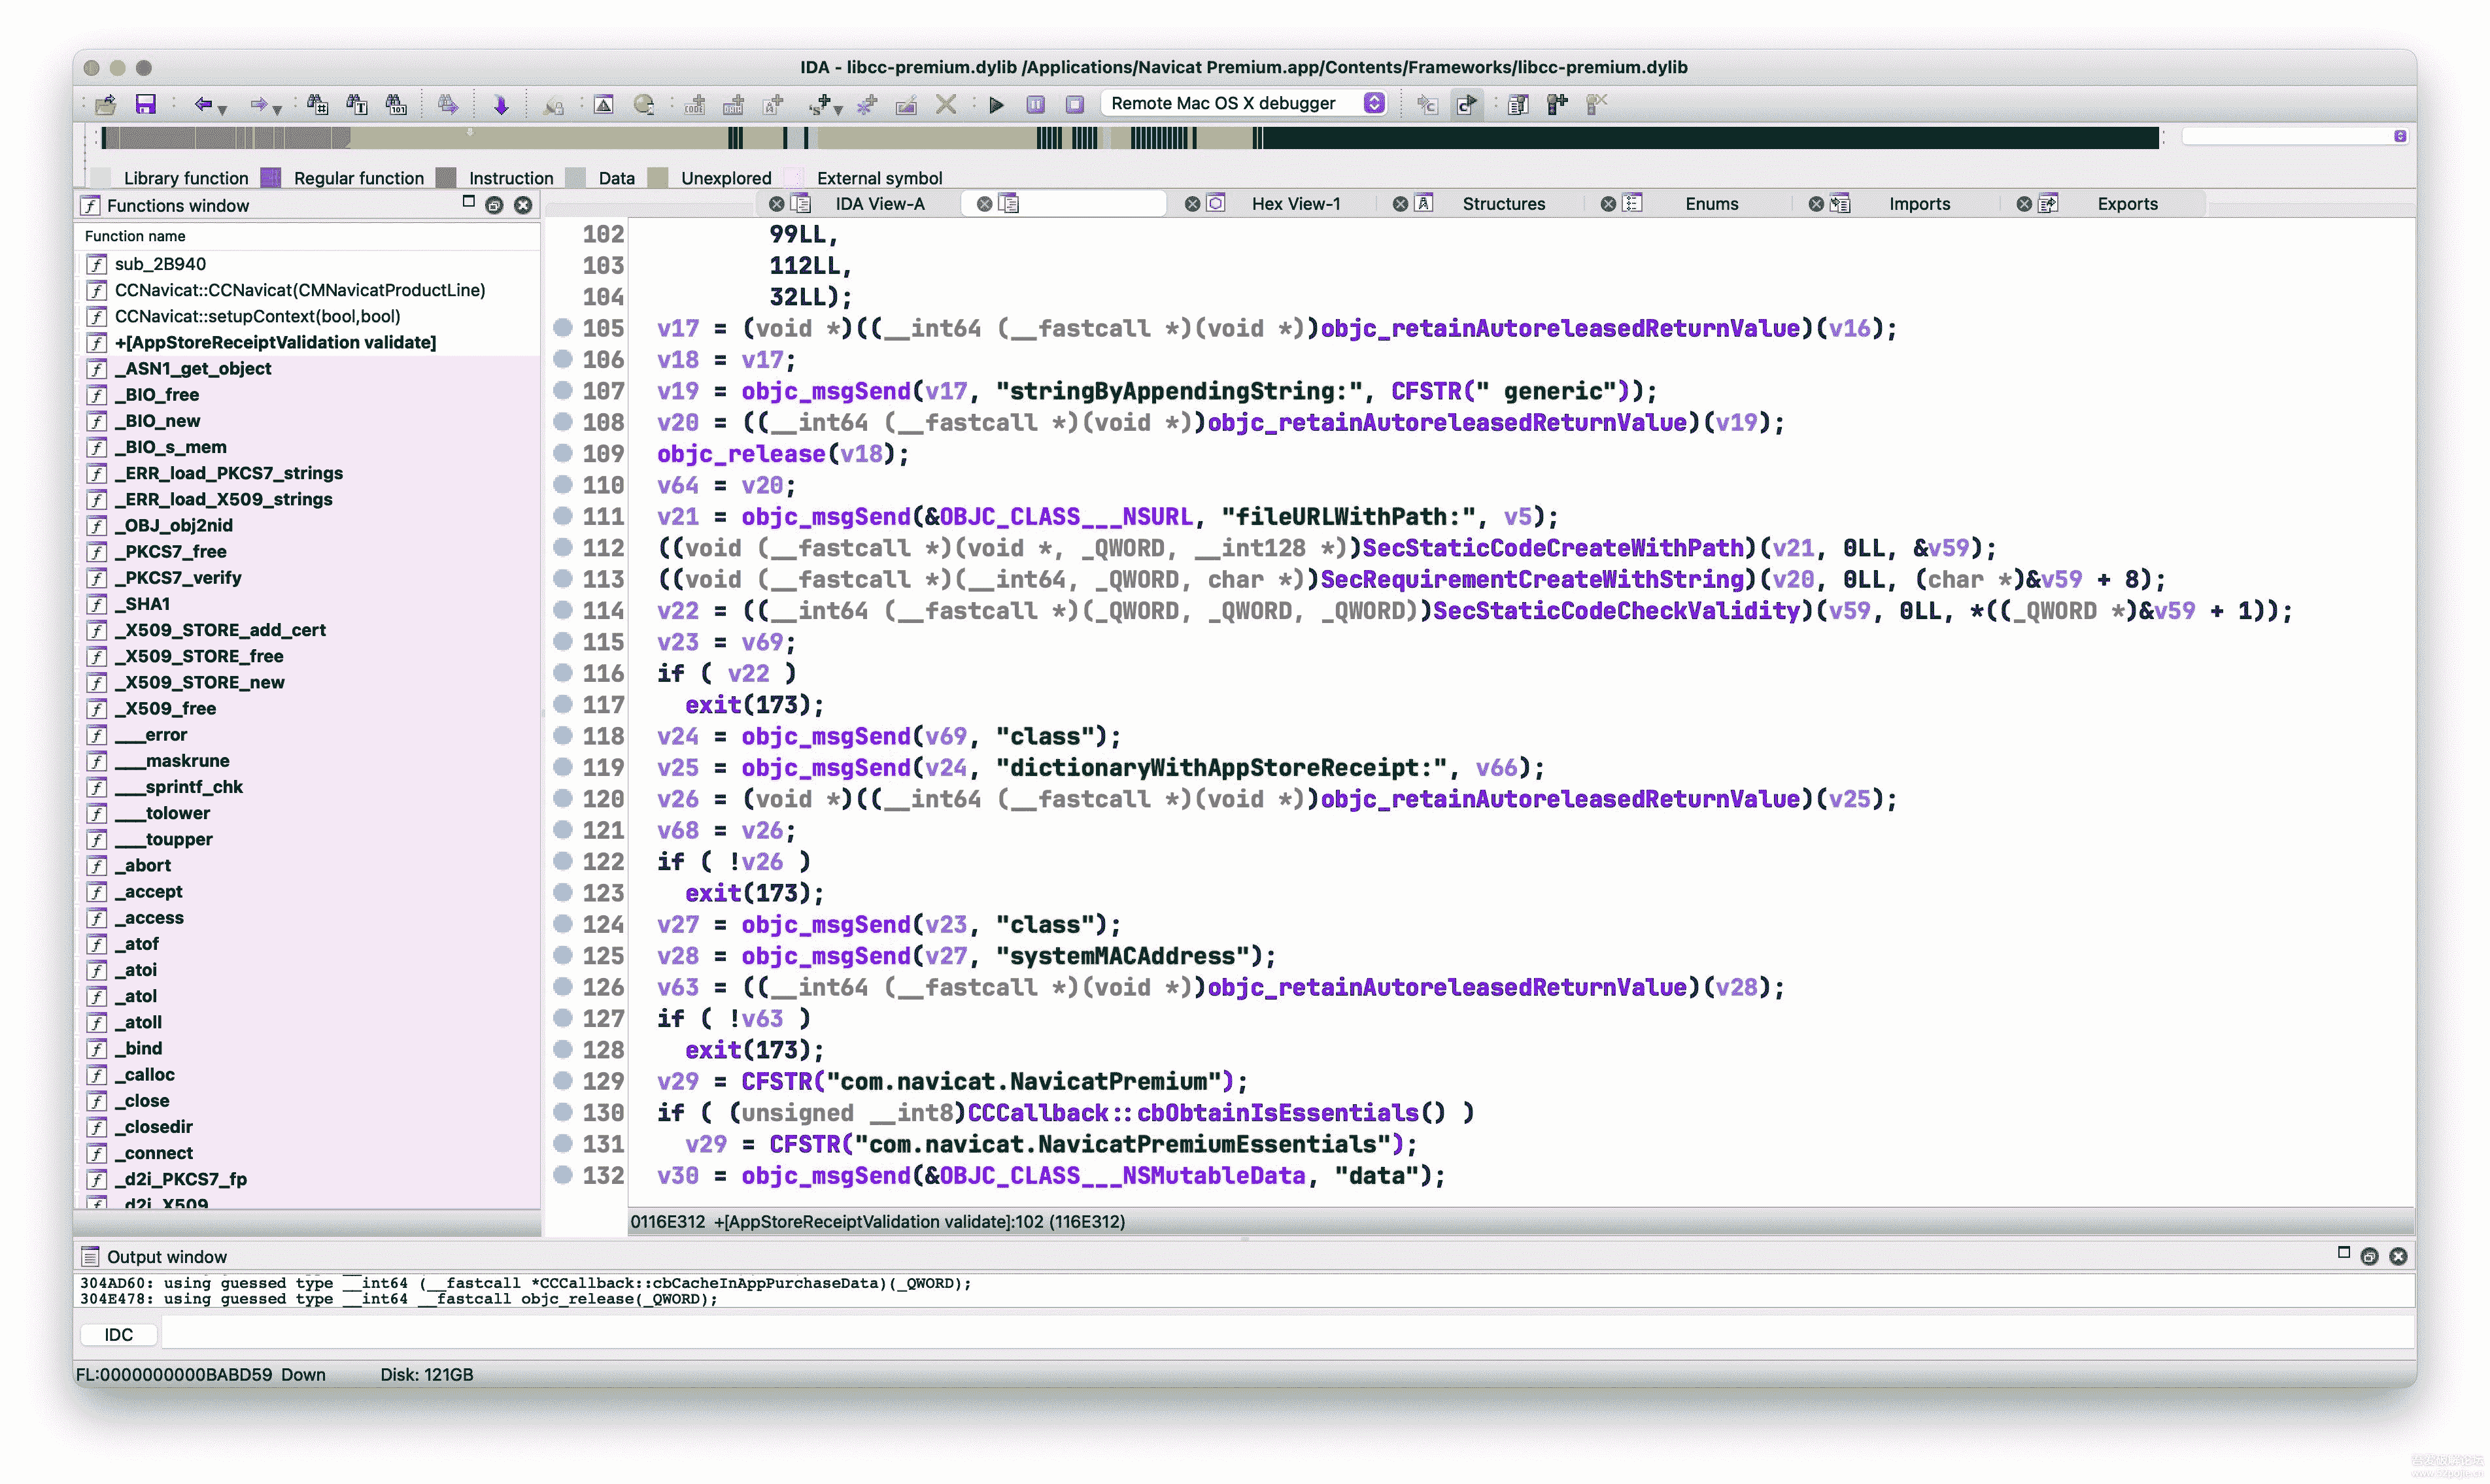 IDA - libcc-premium.dylib /Applications/Navicat Premium.app/Contents/Frameworks/libcc-premium.dylib
Remote Mac OS X debugger
Library function Regular function Instruction Data Unexplored External symbol
Functions window
IDA View-A Hex View-1 Structures Enums Imports Exports
Function name
sub_2B940
CCNavicat::CCNavicat(CMNavicatProductLine)
CCNavicat::setupContext(bool,bool)
+[AppStoreReceiptValidation validate]
_ASN1_get_object
_BIO_free
_BIO_new
_BIO_s_mem
_ERR_load_PKCS7_strings
_ERR_load_X509_strings
_OBJ_obj2nid
_PKCS7_free
_PKCS7_verify
_SHA1
_X509_STORE_add_cert
_X509_STORE_free
_X509_STORE_new
_X509_free
___error
___maskrune
___sprintf_chk
___tolower
___toupper
_abort
_accept
_access
_atof
_atoi
_atol
_atoll
_bind
_calloc
_close
_closedir
_connect
_d2i_PKCS7_fp
_d2i_X509
102 99LL,
103 112LL,
104 32LL);
105 v17 = (void *)((__int64 (__fastcall *)(void *))objc_retainAutoreleasedReturnValue)(v16);
106 v18 = v17;
107 v19 = objc_msgSend(v17, "stringByAppendingString:", CFSTR(" generic"));
108 v20 = ((__int64 (__fastcall *)(void *))objc_retainAutoreleasedReturnValue)(v19);
109 objc_release(v18);
110 v64 = v20;
111 v21 = objc_msgSend(&OBJC_CLASS___NSURL, "fileURLWithPath:", v5);
112 ((void (__fastcall *)(void *, _QWORD, __int128 *))SecStaticCodeCreateWithPath)(v21, 0LL, &v59);
113 ((void (__fastcall *)(__int64, _QWORD, char *))SecRequirementCreateWithString)(v20, 0LL, (char *)&v59 + 8);
114 v22 = ((__int64 (__fastcall *)(_QWORD, _QWORD, _QWORD))SecStaticCodeCheckValidity)(v59, 0LL, *((_QWORD *)&v59 + 1));
115 v23 = v69;
116 if ( v22 )
117 exit(173);
118 v24 = objc_msgSend(v69, "class");
119 v25 = objc_msgSend(v24, "dictionaryWithAppStoreReceipt:", v66);
120 v26 = (void *)((__int64 (__fastcall *)(void *))objc_retainAutoreleasedReturnValue)(v25);
121 v68 = v26;
122 if ( !v26 )
123 exit(173);
124 v27 = objc_msgSend(v23, "class");
125 v28 = objc_msgSend(v27, "systemMACAddress");
126 v63 = ((__int64 (__fastcall *)(void *))objc_retainAutoreleasedReturnValue)(v28);
127 if ( !v63 )
128 exit(173);
129 v29 = CFSTR("com.navicat.NavicatPremium");
130 if ( (unsigned __int8)CCCallback::cbObtainIsEssentials() )
131 v29 = CFSTR("com.navicat.NavicatPremiumEssentials");
132 v30 = objc_msgSend(&OBJC_CLASS___NSMutableData, "data");
0116E312 +[AppStoreReceiptValidation validate]:102 (116E312)
Output window
304AD60: using guessed type __int64 (__fastcall *CCCallback::cbCacheInAppPurchaseData)(_QWORD);
304E478: using guessed type __int64 __fastcall objc_release(_QWORD);
IDC
FL:0000000000BABD59 Down Disk: 121GB